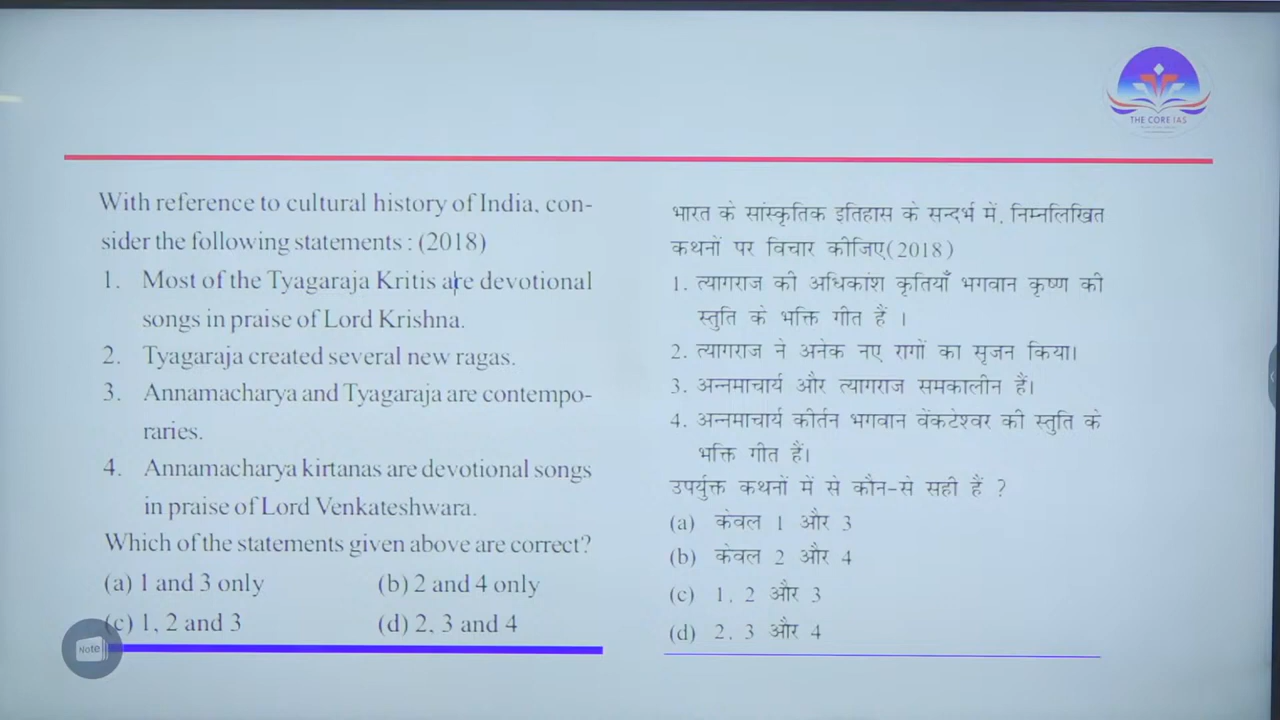 THE CORE IAS
With reference to cultural history of India, con-
sider the following statements : (2018)
1. Most of the Tyagaraja Kritis are devotional
songs in praise of Lord Krishna.
2. Tyagaraja created several new ragas.
3. Annamacharya and Tyagaraja are contempo-
raries.
4. Annamacharya kirtanas are devotional songs
in praise of Lord Venkateshwara.
Which of the statements given above are correct?
(a) 1 and 3 only (b) 2 and 4 only
(c) 1, 2 and 3 (d) 2, 3 and 4
Note
भारत के सांस्कृतिक इतिहास के सन्दर्भ में, निम्नलिखित
कथनों पर विचार कीजिए(2018)
1. त्यागराज की अधिकांश कृतियाँ भगवान कृष्ण की
स्तुति के भक्ति गीत हैं ।
2. त्यागराज ने अनेक नए रागों का सृजन किया।
3. अन्नमाचार्य और त्यागराज समकालीन हैं।
4. अन्नमाचार्य कीर्तन भगवान वेंकटेश्वर की स्तुति के
भक्ति गीत हैं।
उपर्युक्त कथनों में से कौन-से सही हैं ?
(a) केवल 1 और 3
(b) केवल 2 और 4
(c) 1, 2 और 3
(d) 2, 3 और 4